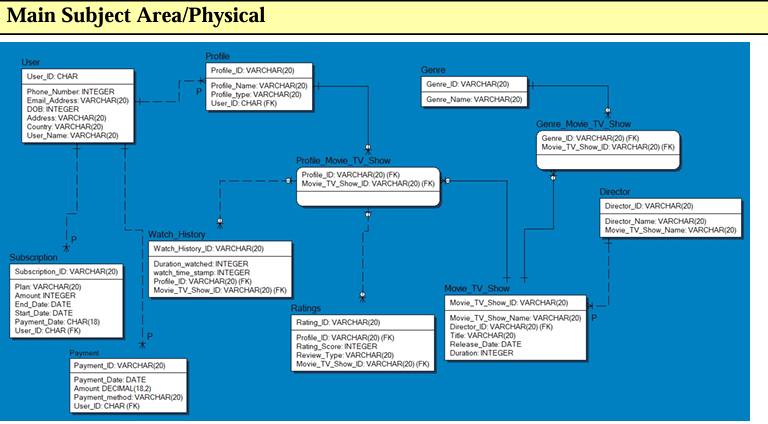 Main Subject Area/Physical
User
User_ID: CHAR
Phone_Number: INTEGER
Email_Address: VARCHAR(20)
DOB: INTEGER
Address: VARCHAR(20)
Country: VARCHAR(20)
User_Name: VARCHAR(20)
Profile
Profile_ID: VARCHAR(20)
Profile_Name: VARCHAR(20)
Profile_type: VARCHAR(20)
User_ID: CHAR (FK)
P
Genre
Genre_ID: VARCHAR(20)
Genre_Name: VARCHAR(20)
Genre_Movie_TV_Show
Genre_ID: VARCHAR(20) (FK)
Movie_TV_Show_ID: VARCHAR(20) (FK)
Profile_Movie_TV_Show
Profile_ID: VARCHAR(20) (FK)
Movie_TV_Show_ID: VARCHAR(20) (FK)
Director
Director_ID: VARCHAR(20)
Director_Name: VARCHAR(20)
Movie_TV_Show_Name: VARCHAR(20)
Watch_History
Watch_History_ID: VARCHAR(20)
Duration_watched: INTEGER
watch_time_stamp: INTEGER
Profile_ID: VARCHAR(20) (FK)
Movie_TV_Show_ID: VARCHAR(20) (FK)
P
Subscription
Subscription_ID: VARCHAR(20)
Plan: VARCHAR(20)
Amount: INTEGER
End_Date: DATE
Start_Date: DATE
Payment_Date: CHAR(18)
User_ID: CHAR (FK)
Movie_TV_Show
Movie_TV_Show_ID: VARCHAR(20)
Movie_TV_Show_Name: VARCHAR(20)
Director_ID: VARCHAR(20) (FK)
Title: VARCHAR(20)
Release_Date: DATE
Duration: INTEGER
P
Ratings
Rating_ID: VARCHAR(20)
Profile_ID: VARCHAR(20) (FK)
Rating_Score: INTEGER
Review_Type: VARCHAR(20)
Movie_TV_Show_ID: VARCHAR(20) (FK)
P
Payment
Payment_ID: VARCHAR(20)
Payment_Date: DATE
Amount: DECIMAL(18,2)
Payment_method: VARCHAR(20)
User_ID: CHAR (FK)